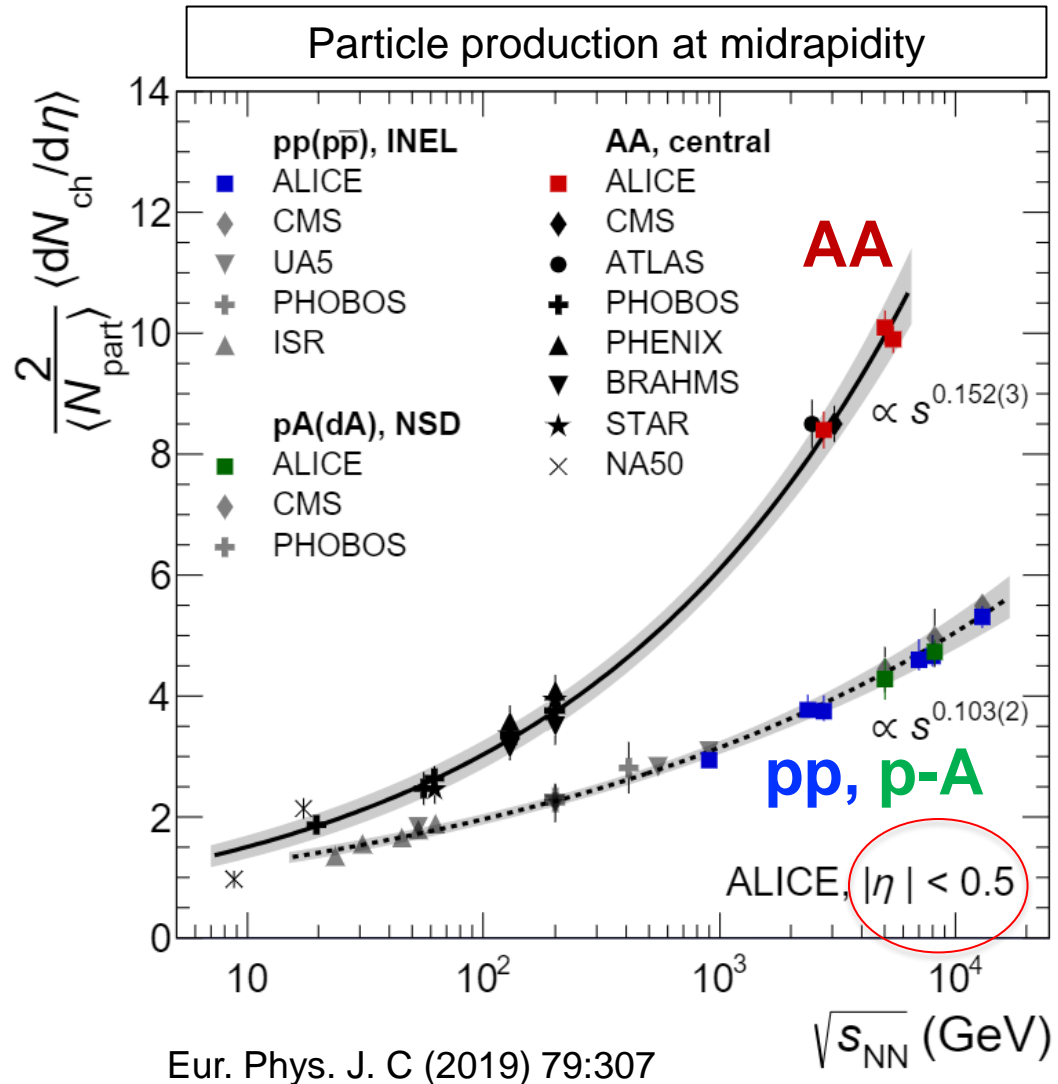 Particle production at midrapidity
2/⟨N_part⟩ ⟨dN_ch/dη⟩
14
12
10
8
6
4
2
0
pp(pp̅), INEL
ALICE
CMS
UA5
PHOBOS
ISR
pA(dA), NSD
ALICE
CMS
PHOBOS
AA, central
ALICE
CMS
ATLAS
PHOBOS
PHENIX
BRAHMS
STAR
NA50
AA
∝ s^0.152(3)
∝ s^0.103(2)
pp, p-A
ALICE, |η| < 0.5
10 10² 10³ 10⁴
√s_NN (GeV)
Eur. Phys. J. C (2019) 79:307